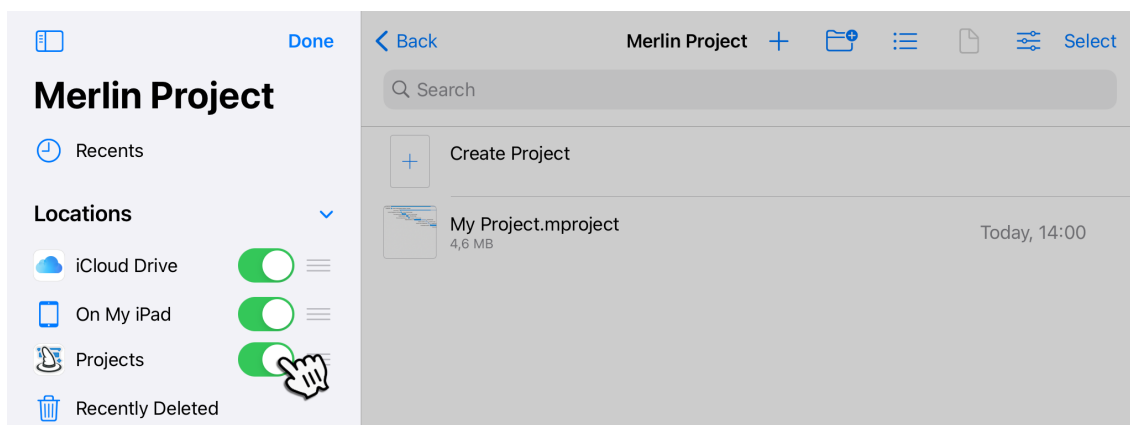 Done
Merlin Project
Recents
Locations
iCloud Drive
On My iPad
Projects
Recently Deleted
Back
Merlin Project
Select
Search
Create Project
My Project.mproject
4,6 MB
Today, 14:00